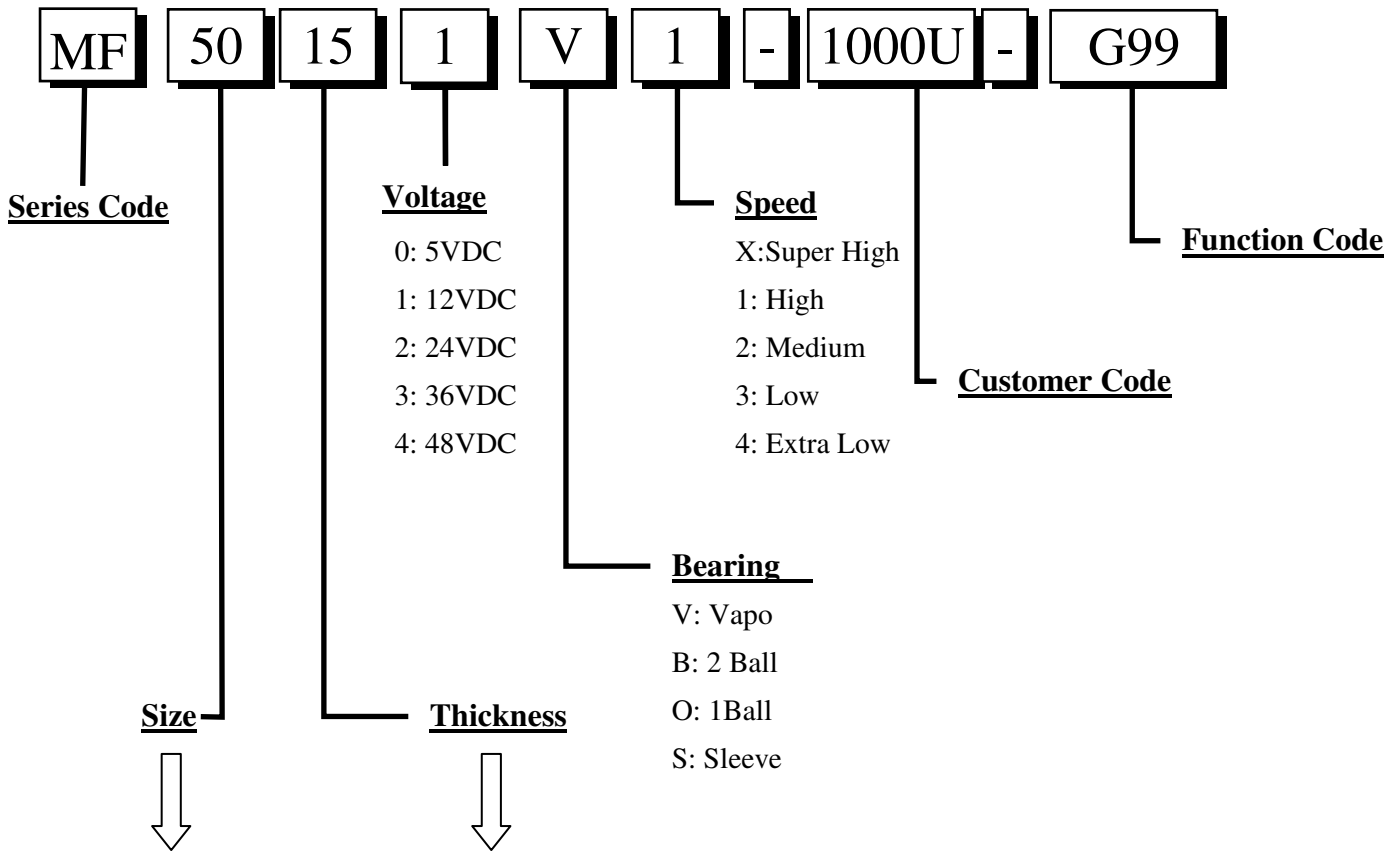 MF 50 15 1 V 1 - 1000U - G99
Series Code
Voltage
0: 5VDC
1: 12VDC
2: 24VDC
3: 36VDC
4: 48VDC
Speed
X:Super High
1: High
2: Medium
3: Low
4: Extra Low
Function Code
Customer Code
Bearing
V: Vapo
B: 2 Ball
O: 1Ball
S: Sleeve
Size
Thickness